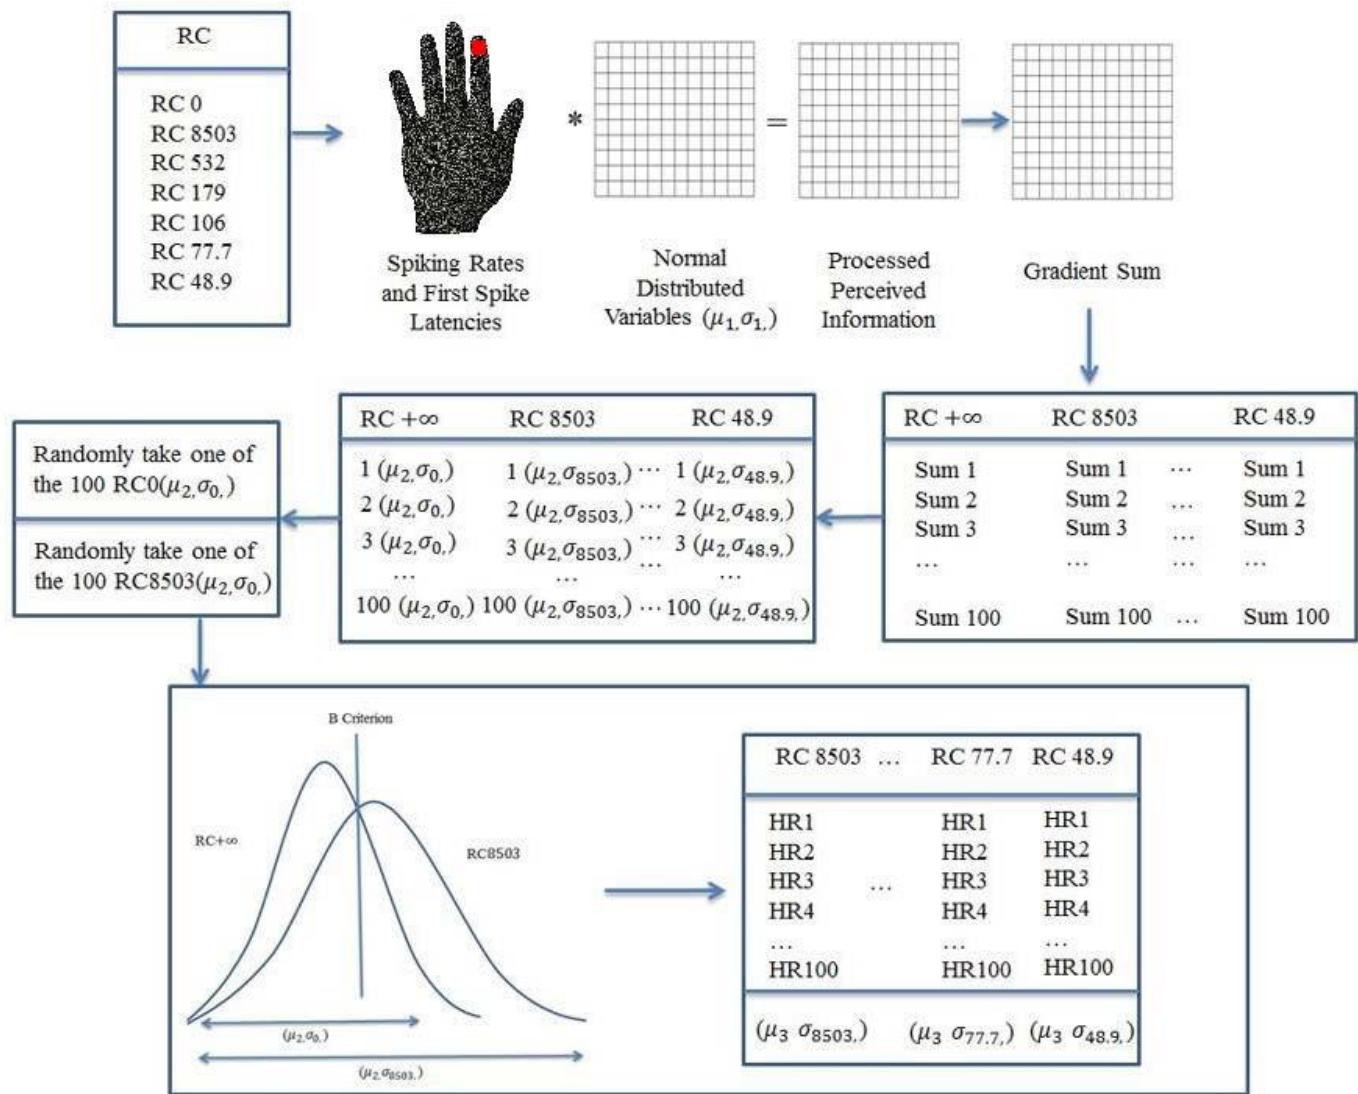 RC
RC 0
RC 8503
RC 532
RC 179
RC 106
RC 77.7
RC 48.9
*
=
Spiking Rates
and First Spike
Latencies
Normal
Distributed
Variables (μ₁,σ₁,)
Processed
Perceived
Information
Gradient Sum
RC +∞ RC 8503 RC 48.9
Sum 1 Sum 1 ... Sum 1
Sum 2 Sum 2 ... Sum 2
Sum 3 Sum 3 ... Sum 3
... ... ... ...
Sum 100 Sum 100 ... Sum 100
RC +∞ RC 8503 RC 48.9
1 (μ₂,σ₀,) 1 (μ₂,σ₈₅₀₃,) ... 1 (μ₂,σ₄₈.₉,)
2 (μ₂,σ₀,) 2 (μ₂,σ₈₅₀₃,) ... 2 (μ₂,σ₄₈.₉,)
3 (μ₂,σ₀,) 3 (μ₂,σ₈₅₀₃,) ... 3 (μ₂,σ₄₈.₉,)
... ... ...
100 (μ₂,σ₀,) 100 (μ₂,σ₈₅₀₃,) ... 100 (μ₂,σ₄₈.₉,)
Randomly take one of
the 100 RC0(μ₂,σ₀,)
Randomly take one of
the 100 RC8503(μ₂,σ₀,)
B Criterion
RC+∞
RC8503
(μ₂,σ₀,)
(μ₂,σ₈₅₀₃,)
RC 8503 ... RC 77.7 RC 48.9
HR1 HR1 HR1
HR2 HR2 HR2
HR3 ... HR3 HR3
HR4 HR4 HR4
... ... ...
HR100 HR100 HR100
(μ₃ σ₈₅₀₃,) (μ₃ σ₇₇.₇,) (μ₃ σ₄₈.₉,)